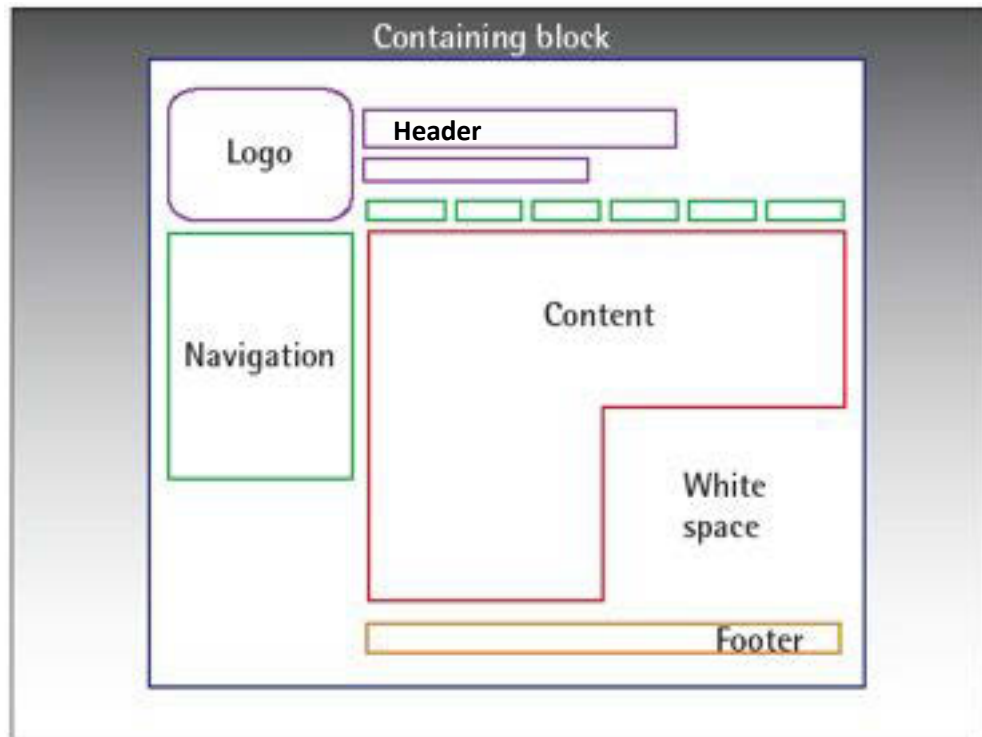 Containing block
Logo
Header
Content
Navigation
White
space
Footer